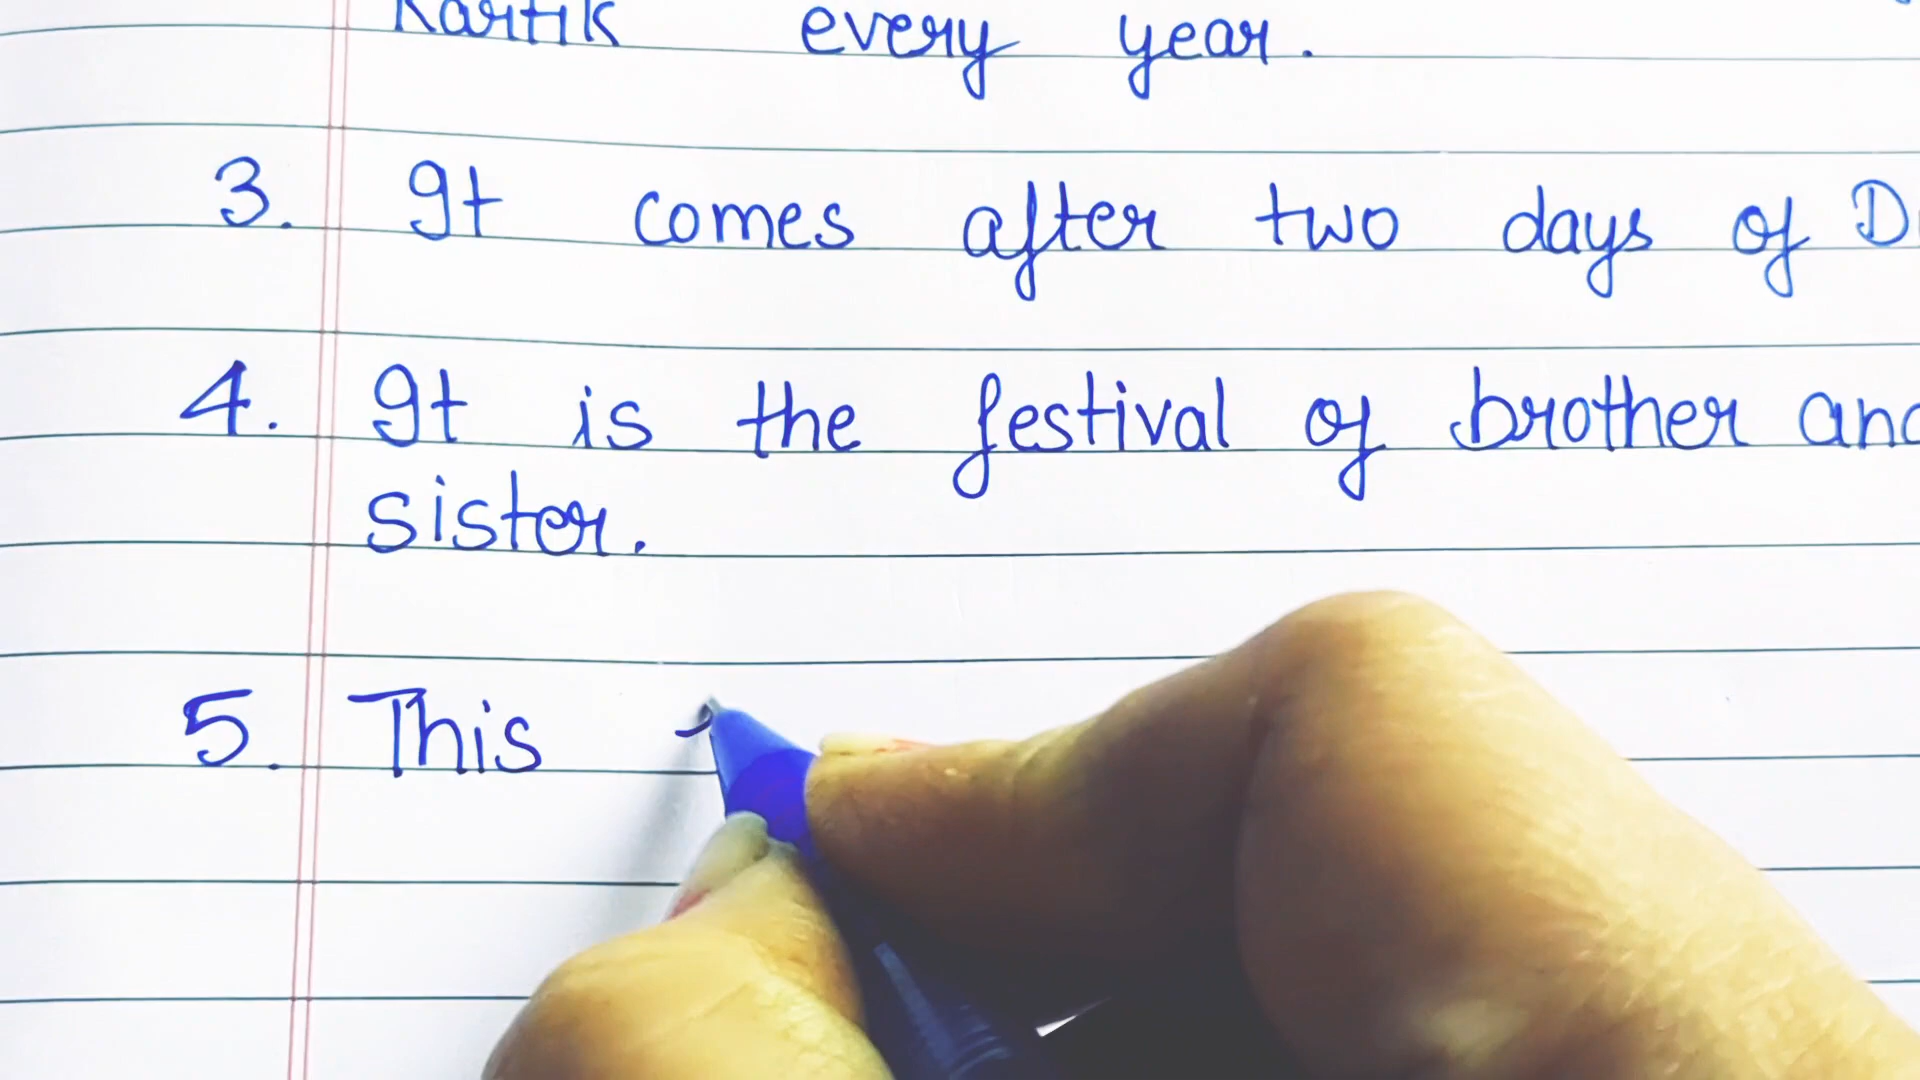 Kartik every year.
3. It comes after two days of
4. It is the festival of brother and
sister.
5. This